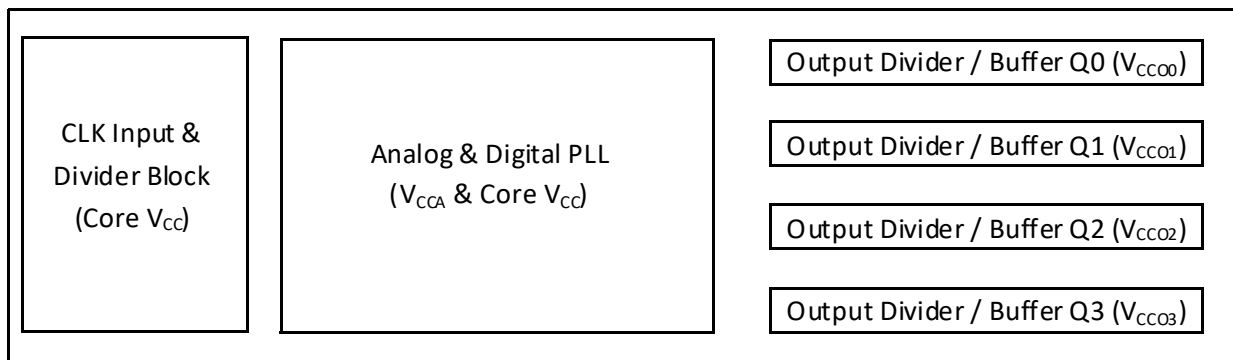 CLK Input &
Divider Block
(Core VCC)
Analog & Digital PLL
(VCCA & Core VCC)
Output Divider / Buffer Q0 (VCCO0)
Output Divider / Buffer Q1 (VCCO1)
Output Divider / Buffer Q2 (VCCO2)
Output Divider / Buffer Q3 (VCCO3)